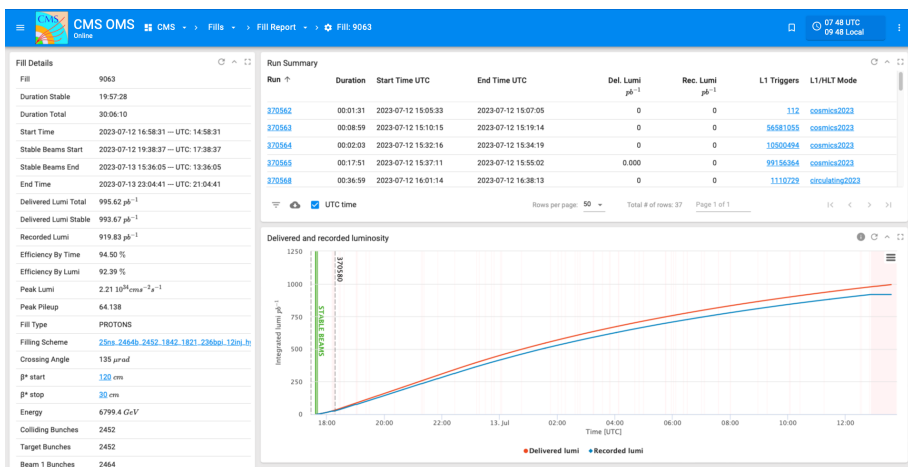 CMS OMS
Online
CMS
Fills
Fill Report
Fill: 9063
07 48 UTC
09 48 Local
Fill Details
Fill 9063
Duration Stable 19:57:28
Duration Total 30:06:10
Start Time 2023-07-12 16:58:31 — UTC: 14:58:31
Stable Beams Start 2023-07-12 19:38:37 — UTC: 17:38:37
Stable Beams End 2023-07-13 15:36:05 — UTC: 13:36:05
End Time 2023-07-13 23:04:41 — UTC: 21:04:41
Delivered Lumi Total 995.62 pb⁻¹
Delivered Lumi Stable 993.67 pb⁻¹
Recorded Lumi 919.83 pb⁻¹
Efficiency By Time 94.50 %
Efficiency By Lumi 92.39 %
Peak Lumi 2.21 10³⁴cms⁻²s⁻¹
Peak Pileup 64.138
Fill Type PROTONS
Filling Scheme 25ns_2464b_2452_1842_1821_236bpi_12inj_h
Crossing Angle 135 μrad
β* start 120 cm
β* stop 30 cm
Energy 6799.4 GeV
Colliding Bunches 2452
Target Bunches 2452
Beam 1 Bunches 2464
Run Summary
Run ↑ Duration Start Time UTC End Time UTC Del. Lumi Rec. Lumi L1 Triggers L1/HLT Mode
pb⁻¹ pb⁻¹
370562 00:01:31 2023-07-12 15:05:33 2023-07-12 15:07:05 0 0 112 cosmics2023
370563 00:08:59 2023-07-12 15:10:15 2023-07-12 15:19:14 0 0 56581055 cosmics2023
370564 00:02:03 2023-07-12 15:32:16 2023-07-12 15:34:19 0 0 10500494 cosmics2023
370565 00:17:51 2023-07-12 15:37:11 2023-07-12 15:55:02 0.000 0 99156364 cosmics2023
370568 00:36:59 2023-07-12 16:01:14 2023-07-12 16:38:13 0 0 1110729 circulating2023
UTC time
Rows per page: 50
Total # of rows: 37
Page 1 of 1
Delivered and recorded luminosity
1250
1000
750
500
250
0
Integrated lumi pb⁻¹
STABLE BEAMS
370580
18:00 20:00 22:00 13. Jul 02:00 04:00 06:00 08:00 10:00 12:00
Time [UTC]
Delivered lumi Recorded lumi